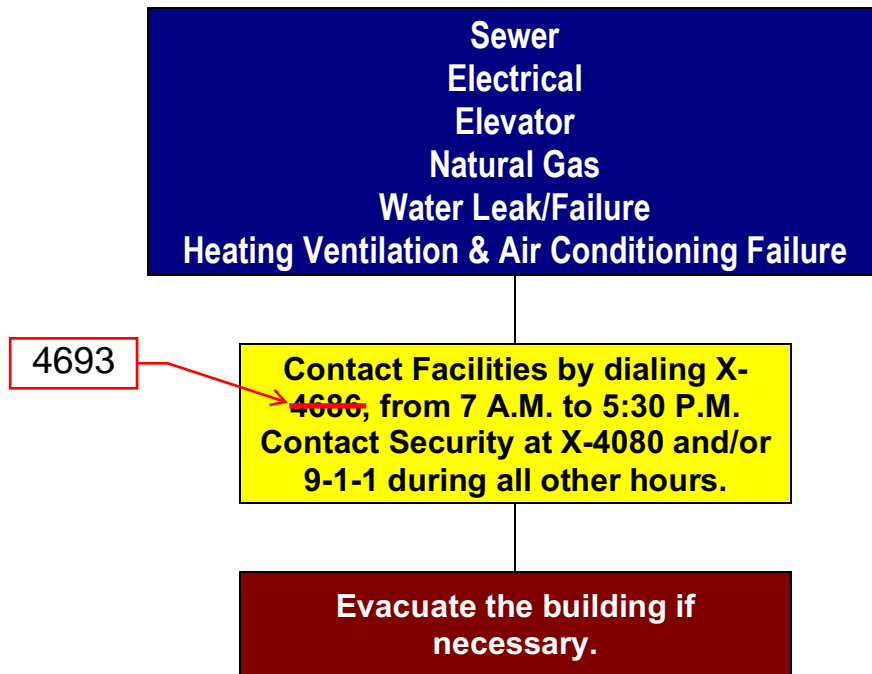 Sewer
Electrical
Elevator
Natural Gas
Water Leak/Failure
Heating Ventilation & Air Conditioning Failure
4693
Contact Facilities by dialing X-
4686, from 7 A.M. to 5:30 P.M.
Contact Security at X-4080 and/or
9-1-1 during all other hours.
Evacuate the building if
necessary.